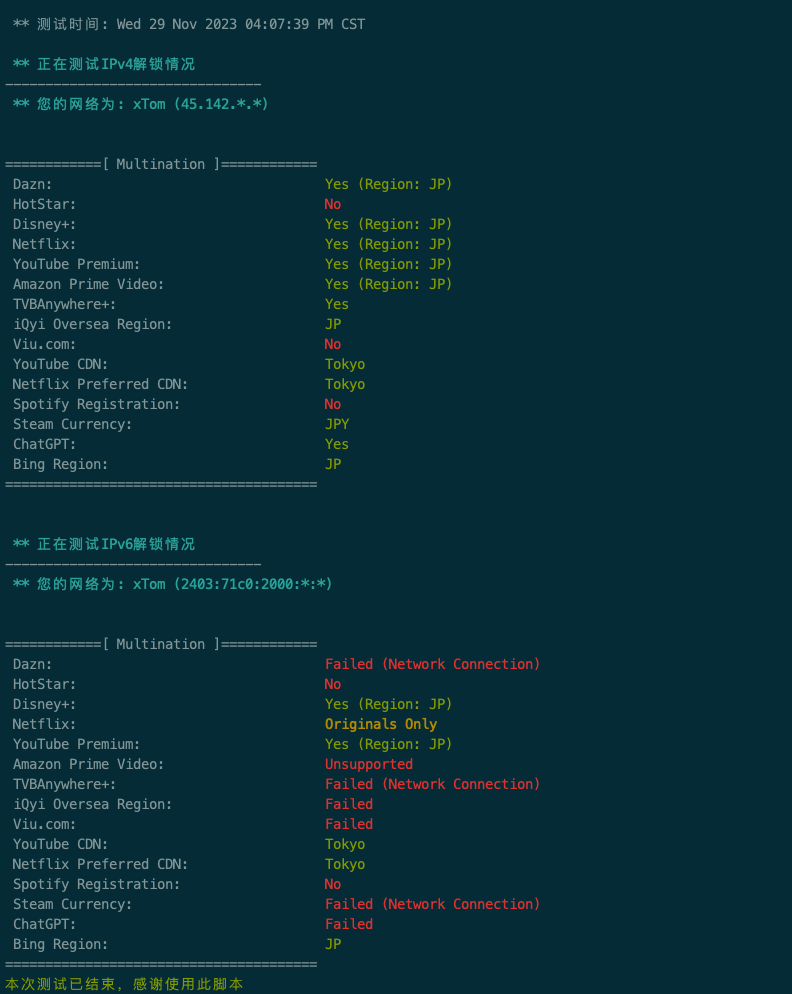 ** 测试时间: Wed 29 Nov 2023 04:07:39 PM CST
** 正在测试IPv4解锁情况
--------------------------------
** 您的网络为: xTom (45.142.*.*)
============[ Multination ]============
Dazn: Yes (Region: JP)
HotStar: No
Disney+: Yes (Region: JP)
Netflix: Yes (Region: JP)
YouTube Premium: Yes (Region: JP)
Amazon Prime Video: Yes (Region: JP)
TVBAnywhere+: Yes
iQyi Oversea Region: JP
Viu.com: No
YouTube CDN: Tokyo
Netflix Preferred CDN: Tokyo
Spotify Registration: No
Steam Currency: JPY
ChatGPT: Yes
Bing Region: JP
=======================================
** 正在测试IPv6解锁情况
--------------------------------
** 您的网络为: xTom (2403:71c0:2000:*:*)
============[ Multination ]============
Dazn: Failed (Network Connection)
HotStar: No
Disney+: Yes (Region: JP)
Netflix: Originals Only
YouTube Premium: Yes (Region: JP)
Amazon Prime Video: Unsupported
TVBAnywhere+: Failed (Network Connection)
iQyi Oversea Region: Failed
Viu.com: Failed
YouTube CDN: Tokyo
Netflix Preferred CDN: Tokyo
Spotify Registration: No
Steam Currency: Failed (Network Connection)
ChatGPT: Failed
Bing Region: JP
=======================================
本次测试已结束，感谢使用此脚本